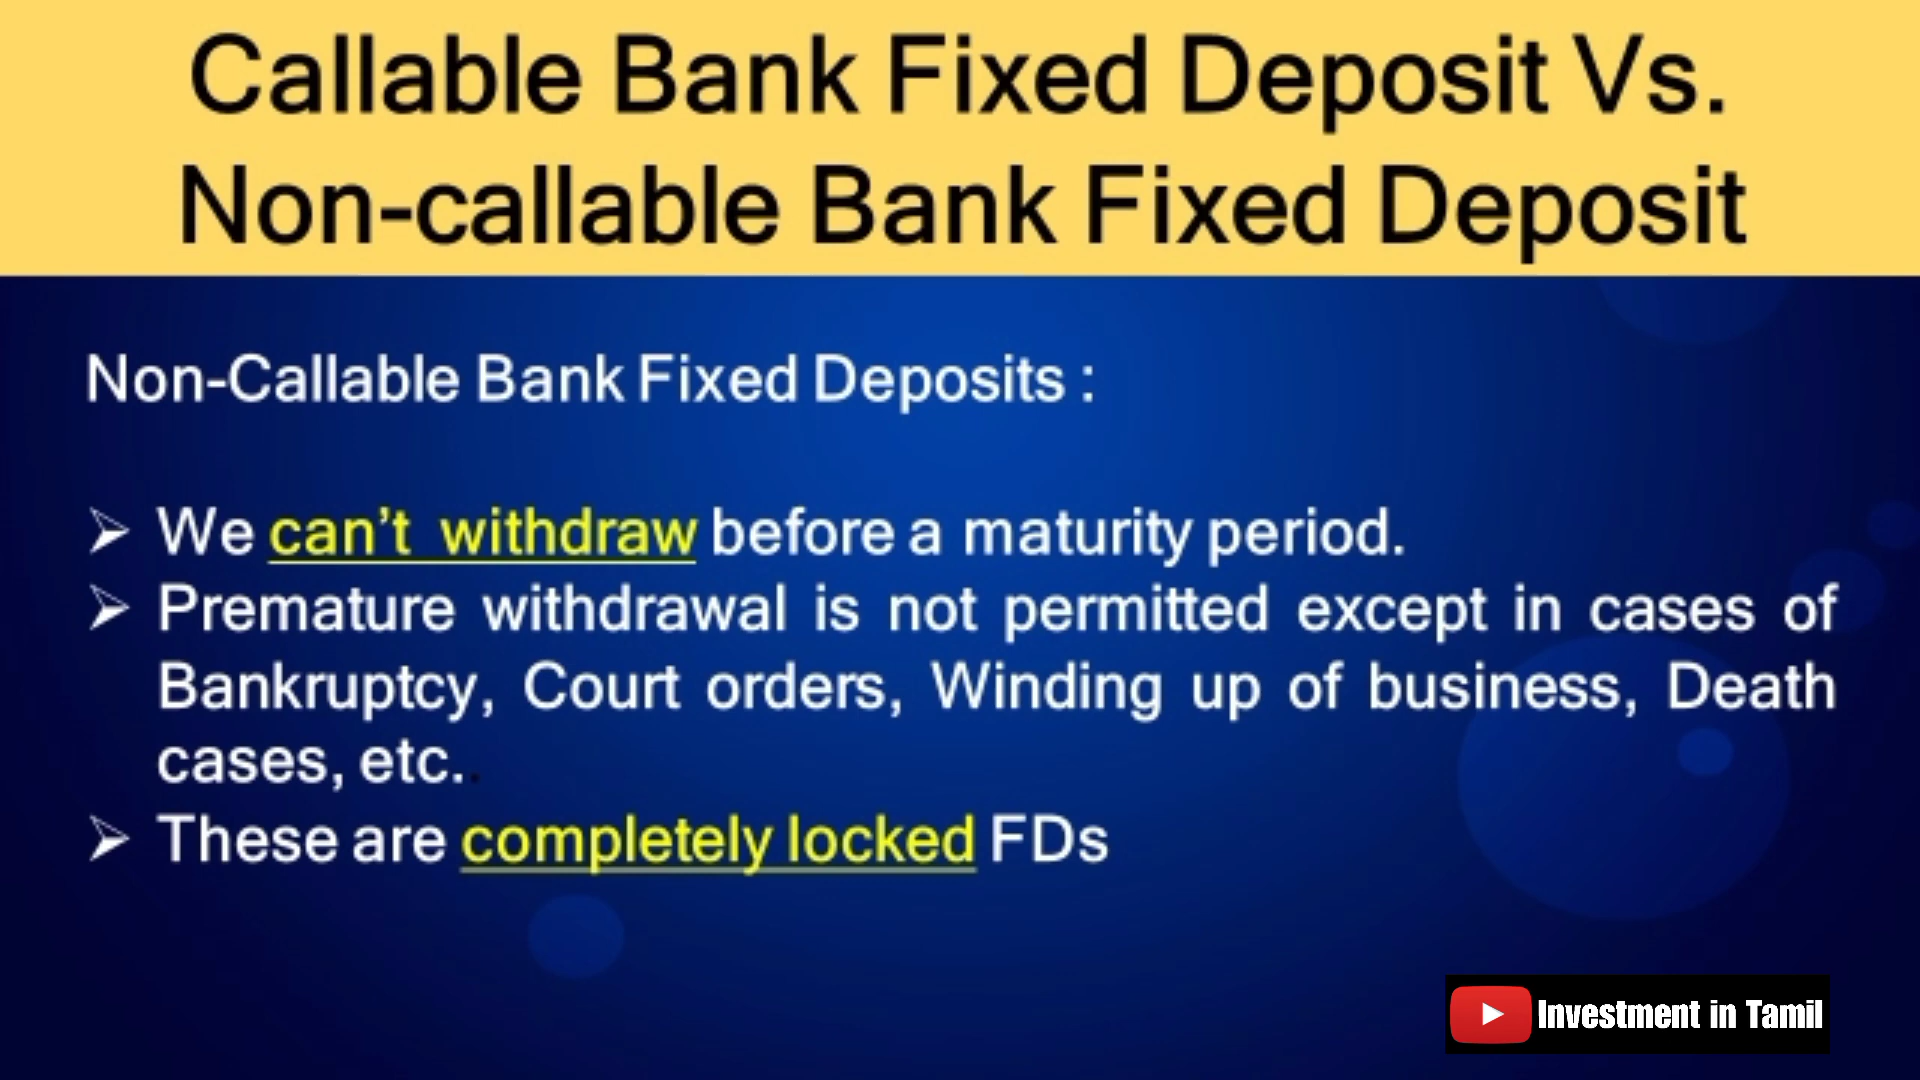 Callable Bank Fixed Deposit Vs.
Non-callable Bank Fixed Deposit
Non-Callable Bank Fixed Deposits :
➢ We can't withdraw before a maturity period.
➢ Premature withdrawal is not permitted except in cases of
Bankruptcy, Court orders, Winding up of business, Death
cases, etc..
➢ These are completely locked FDs
Investment in Tamil